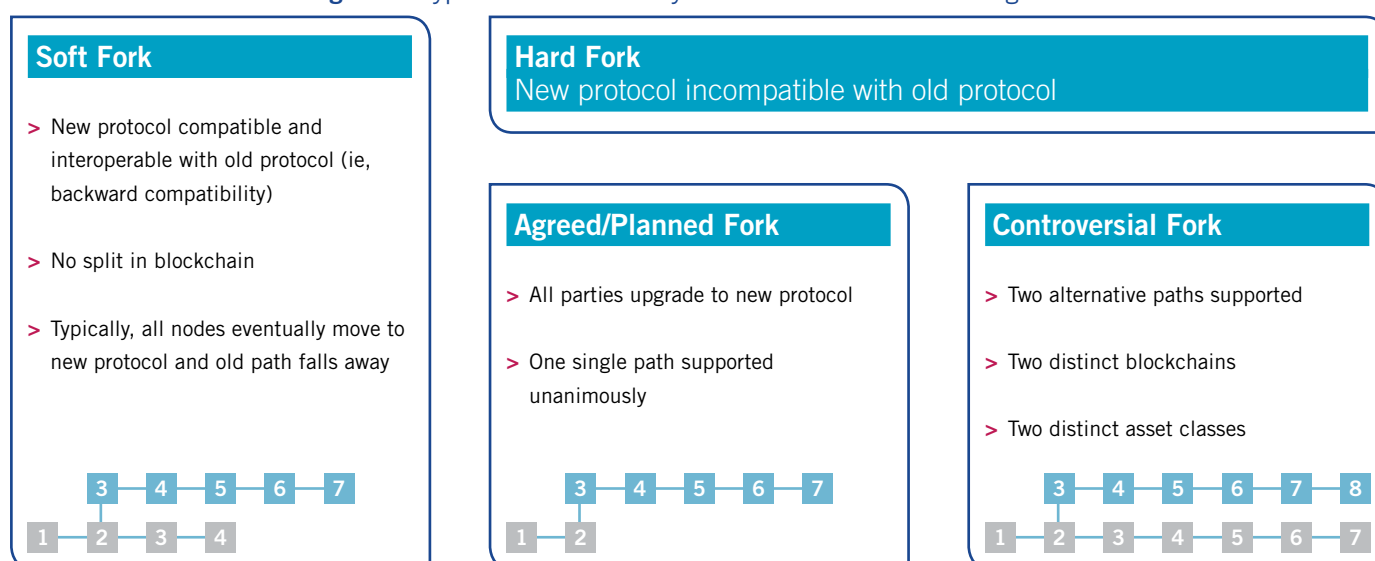 Soft Fork
> New protocol compatible and
interoperable with old protocol (ie,
backward compatibility)
> No split in blockchain
> Typically, all nodes eventually move to
new protocol and old path falls away
3 4 5 6 7
1 2 3 4
Hard Fork
New protocol incompatible with old protocol
Agreed/Planned Fork
> All parties upgrade to new protocol
> One single path supported
unanimously
3 4 5 6 7
1 2
Controversial Fork
> Two alternative paths supported
> Two distinct blockchains
> Two distinct asset classes
3 4 5 6 7 8
1 2 3 4 5 6 7